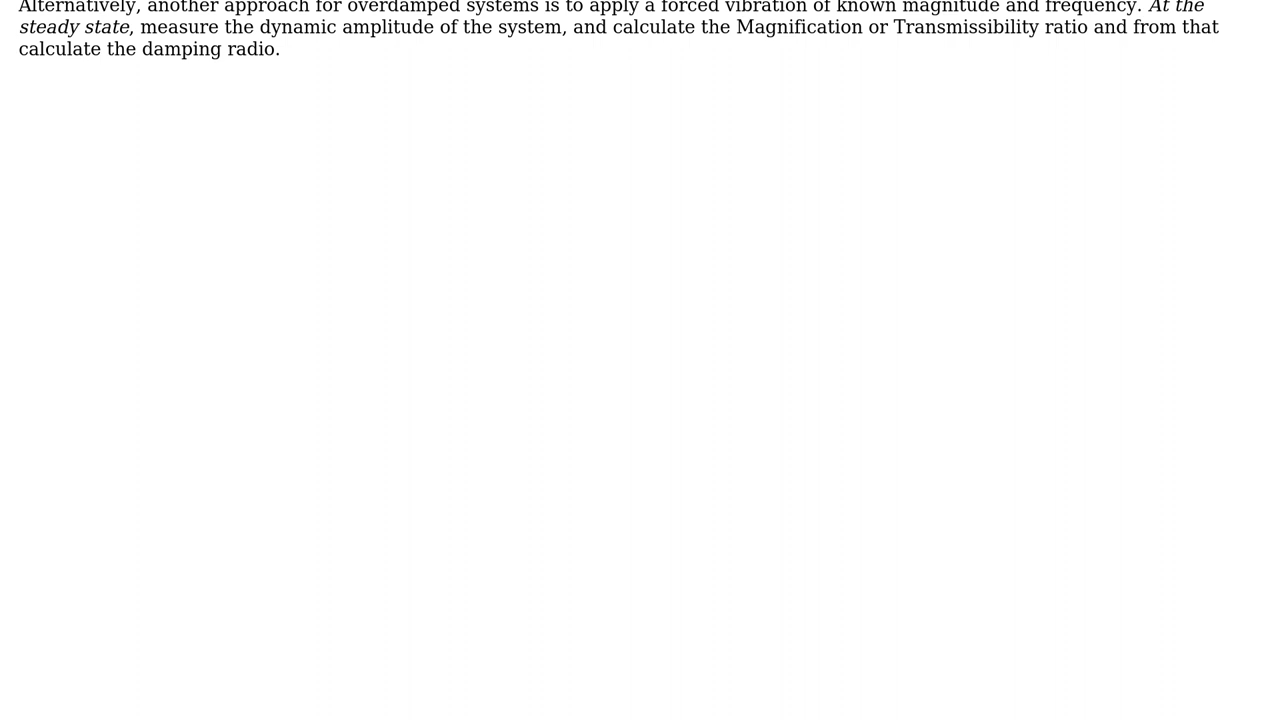 Alternatively, another approach for overdamped systems is to apply a forced vibration of known magnitude and frequency. At the
steady state, measure the dynamic amplitude of the system, and calculate the Magnification or Transmissibility ratio and from that
calculate the damping radio.